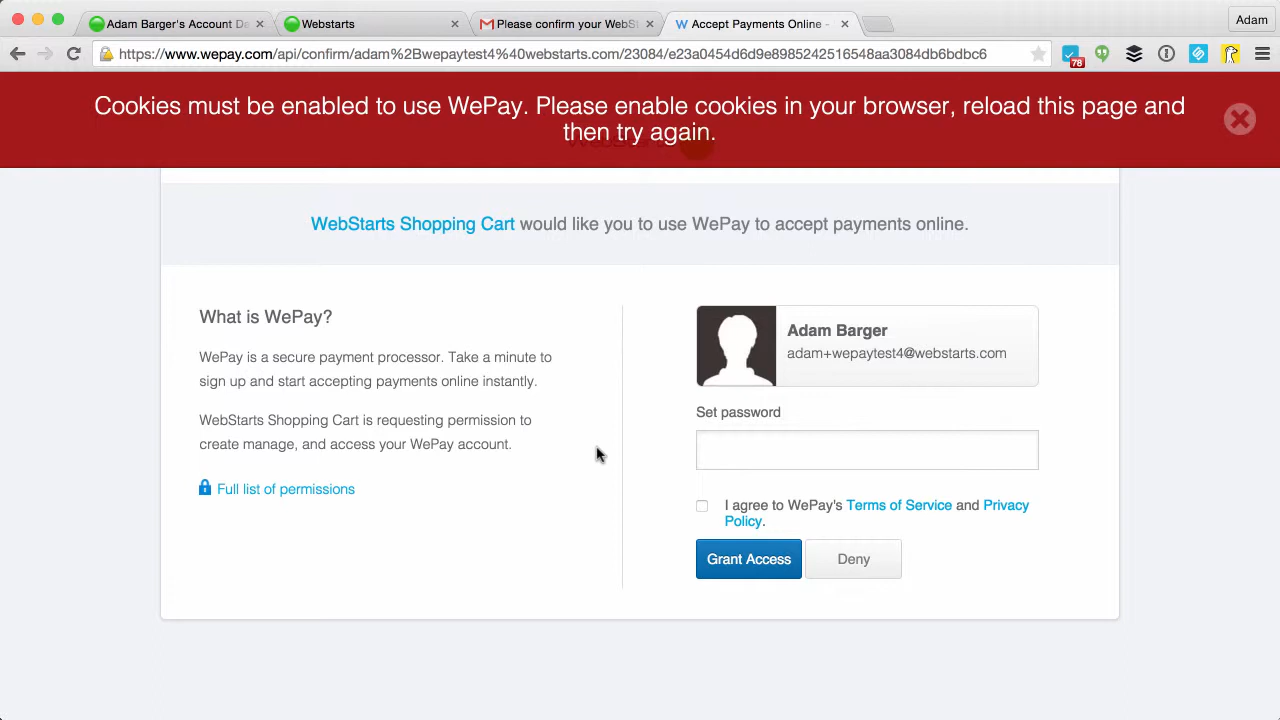 Adam Barger's Account De
Webstarts
Please confirm your WebS
Accept Payments Online -
Adam
https://www.wepay.com/api/confirm/adam%2Bwepaytest4%40webstarts.com/23084/e23a0454d6d9e8985242516548aa3084db6bdbc6
78
Cookies must be enabled to use WePay. Please enable cookies in your browser, reload this page and
then try again.
WebStarts Shopping Cart would like you to use WePay to accept payments online.
What is WePay?
WePay is a secure payment processor. Take a minute to
sign up and start accepting payments online instantly.
WebStarts Shopping Cart is requesting permission to
create manage, and access your WePay account.
Full list of permissions
Adam Barger
adam+wepaytest4@webstarts.com
Set password
I agree to WePay's Terms of Service and Privacy
Policy.
Grant Access
Deny